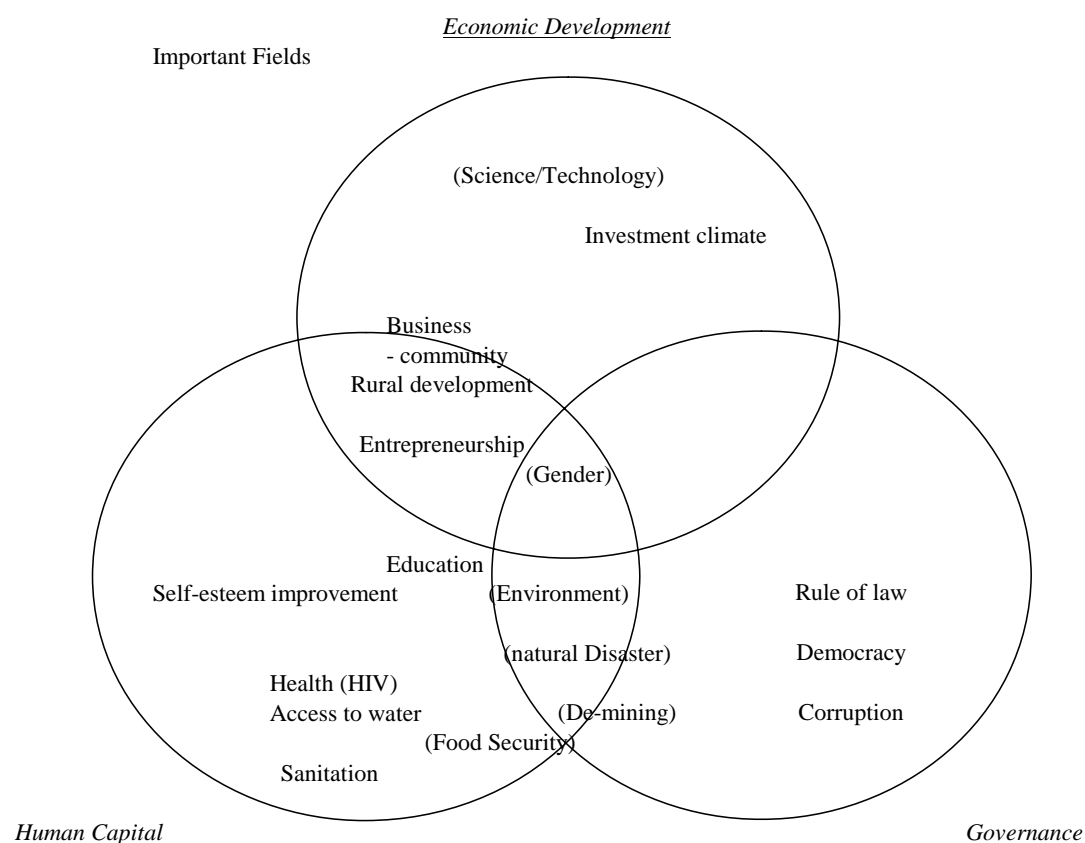 Economic Development
Important Fields
(Science/Technology)
Investment climate
Business
- community
Rural development
Entrepreneurship
(Gender)
Education
Self-esteem improvement
(Environment)
Rule of law
(natural Disaster)
Democracy
Health (HIV)
Access to water
(De-mining)
Corruption
(Food Security)
Sanitation
Human Capital
Governance